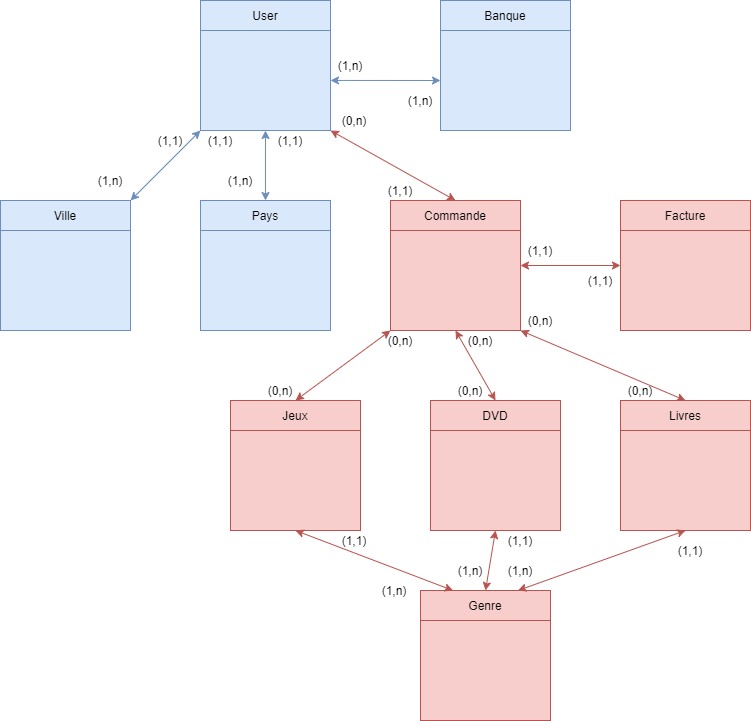 User
Banque
(1,n)
(1,n)
(0,n)
(1,1)
(1,1)
(1,1)
(1,n)
(1,n)
(1,1)
Ville
Pays
Commande
Facture
(1,1)
(1,1)
(0,n)
(0,n)
(0,n)
(0,n)
(0,n)
(0,n)
Jeux
DVD
Livres
(1,1)
(1,1)
(1,1)
(1,n)
(1,n)
(1,n)
Genre